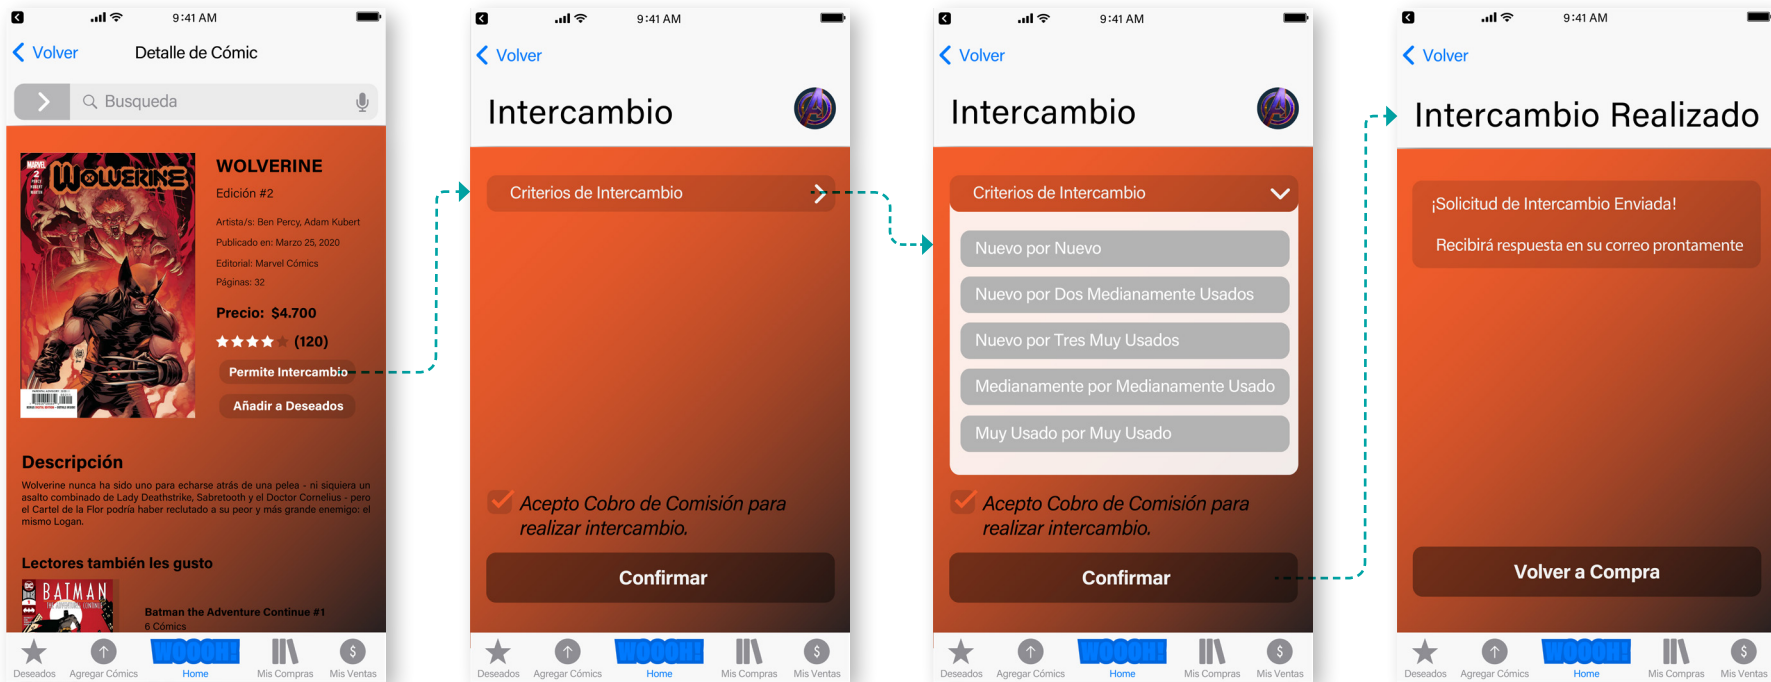 9:41 AM
Volver
Detalle de Cómic
Busqueda
MARVEL
2
WOLVERINE
WOLVERINE
Edición #2
Artista/s: Ben Percy, Adam Kubert
Publicado en: Marzo 25, 2020
Editorial: Marvel Cómics
Páginas: 32
Precio: $4.700
(120)
Permite Intercambio
Añadir a Deseados
Descripción
Wolverine nunca ha sido uno para echarse atrás de una pelea - ni siquiera un
asalto combinado de Lady Deathstrike, Sabretooth y el Doctor Cornelius - pero
el Cartel de la Flor podría haber reclutado a su peor y más grande enemigo: el
mismo Logan.
Lectores también les gusto
BATMAN
Batman the Adventure Continue #1
6 Cómics
Deseados
Agregar Cómics
WOOOH!
Home
Mis Compras
$
Mis Ventas
9:41 AM
Volver
Intercambio
Criterios de Intercambio
Acepto Cobro de Comisión para
realizar intercambio.
Confirmar
Deseados
Agregar Cómics
WOOOH!
Home
Mis Compras
$
Mis Ventas
9:41 AM
Volver
Intercambio
Criterios de Intercambio
Nuevo por Nuevo
Nuevo por Dos Medianamente Usados
Nuevo por Tres Muy Usados
Medianamente por Medianamente Usado
Muy Usado por Muy Usado
Acepto Cobro de Comisión para
realizar intercambio.
Confirmar
Deseados
Agregar Cómics
WOOOH!
Home
Mis Compras
$
Mis Ventas
9:41 AM
Volver
Intercambio Realizado
¡Solicitud de Intercambio Enviada!
Recibirá respuesta en su correo prontamente
Volver a Compra
Deseados
Agregar Cómics
WOOOH!
Home
Mis Compras
$
Mis Ventas